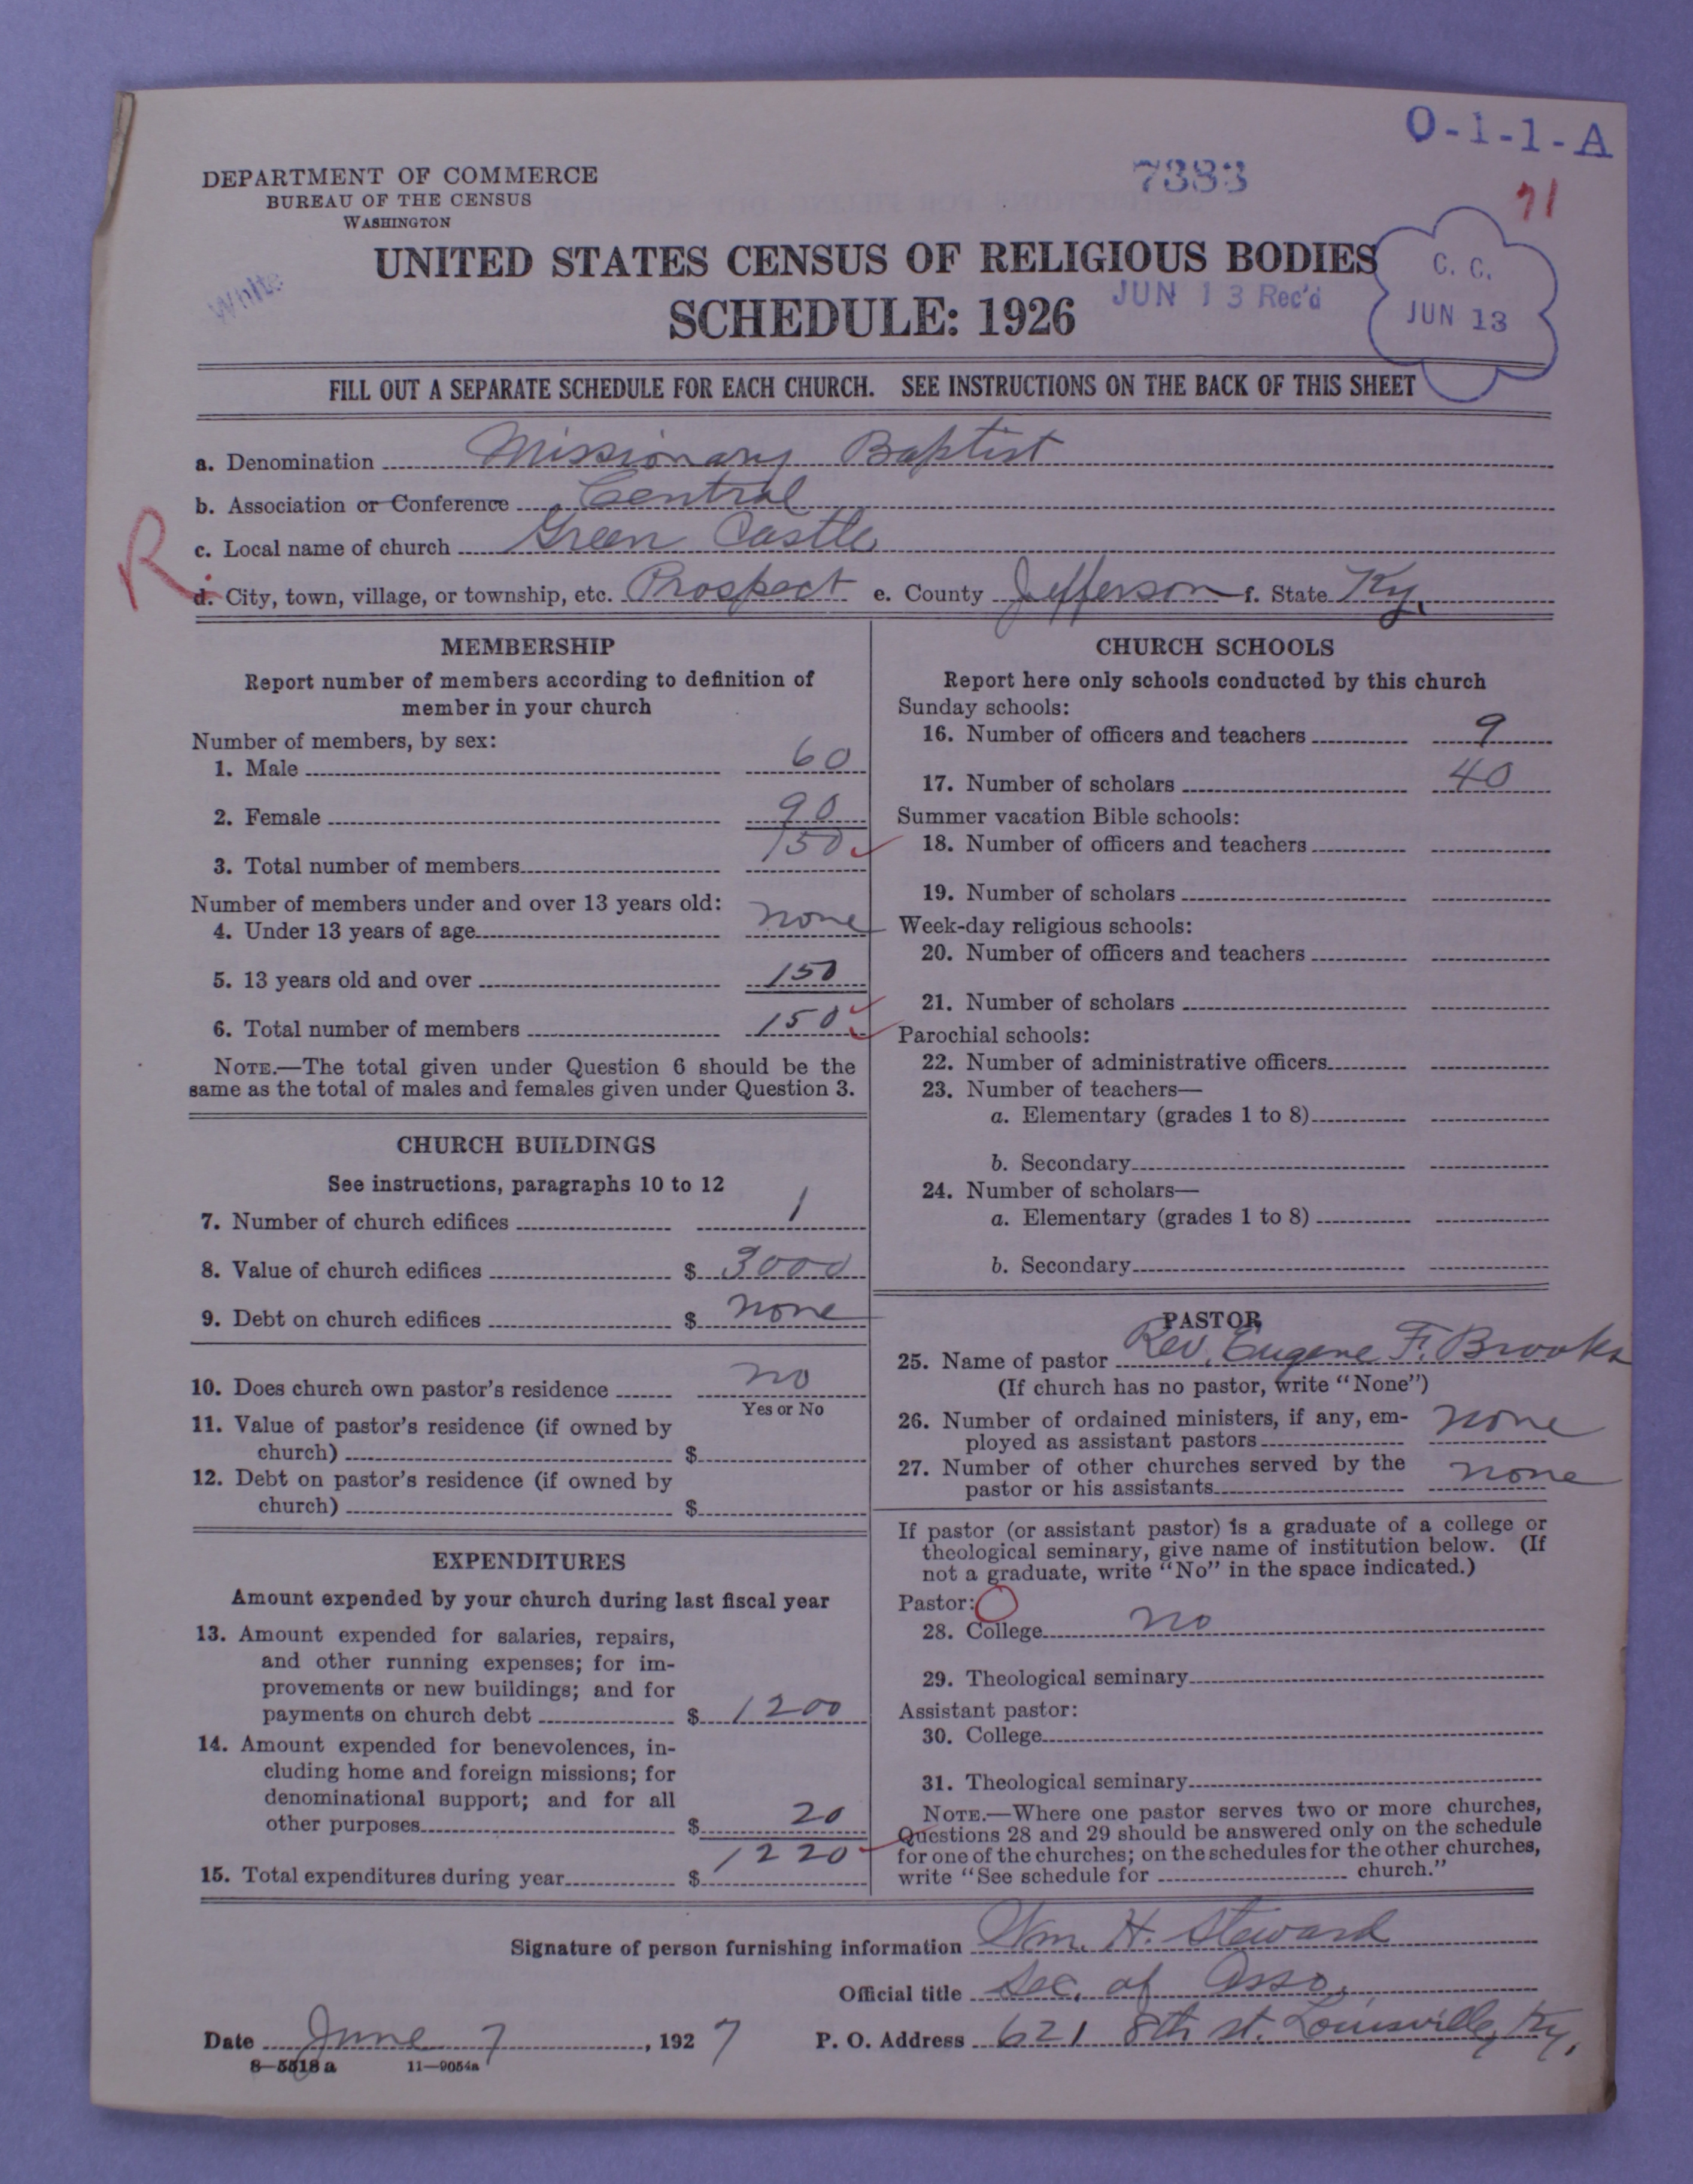 O-1-1-A
DEPARTMENT OF COMMERCE
BUREAU OF THE CENSUS
WASHINGTON
7383
71
White
UNITED STATES CENSUS OF RELIGIOUS BODIES
SCHEDULE: 1926
JUN 13 Rec'd
C. C.
JUN 13
FILL OUT A SEPARATE SCHEDULE FOR EACH CHURCH. SEE INSTRUCTIONS ON THE BACK OF THIS SHEET
a. Denomination Missionary Baptist
b. Association or Conference Central
c. Local name of church Green Castle
R
d. City, town, village, or township, etc. Prospect e. County Jefferson f. State Ky.
MEMBERSHIP
Report number of members according to definition of
member in your church
Number of members, by sex:
1. Male 60
2. Female 90
3. Total number of members 150
Number of members under and over 13 years old:
4. Under 13 years of age none
5. 13 years old and over 150
6. Total number of members 150
NOTE.—The total given under Question 6 should be the
same as the total of males and females given under Question 3.
CHURCH BUILDINGS
See instructions, paragraphs 10 to 12
7. Number of church edifices 1
8. Value of church edifices $ 3000
9. Debt on church edifices $ none
10. Does church own pastor's residence no
Yes or No
11. Value of pastor's residence (if owned by
church) $
12. Debt on pastor's residence (if owned by
church) $
EXPENDITURES
Amount expended by your church during last fiscal year
13. Amount expended for salaries, repairs,
and other running expenses; for im-
provements or new buildings; and for
payments on church debt $ 1200
14. Amount expended for benevolences, in-
cluding home and foreign missions; for
denominational support; and for all
other purposes $ 20
15. Total expenditures during year $ 1220
CHURCH SCHOOLS
Report here only schools conducted by this church
Sunday schools:
16. Number of officers and teachers 9
17. Number of scholars 40
Summer vacation Bible schools:
18. Number of officers and teachers
19. Number of scholars
Week-day religious schools:
20. Number of officers and teachers
21. Number of scholars
Parochial schools:
22. Number of administrative officers
23. Number of teachers—
a. Elementary (grades 1 to 8)
b. Secondary
24. Number of scholars—
a. Elementary (grades 1 to 8)
b. Secondary
PASTOR
25. Name of pastor Rev. Eugene F. Brooks
(If church has no pastor, write "None")
26. Number of ordained ministers, if any, em-
ployed as assistant pastors none
27. Number of other churches served by the
pastor or his assistants none
If pastor (or assistant pastor) is a graduate of a college or
theological seminary, give name of institution below. (If
not a graduate, write "No" in the space indicated.)
Pastor:
28. College no
29. Theological seminary
Assistant pastor:
30. College
31. Theological seminary
NOTE.—Where one pastor serves two or more churches,
Questions 28 and 29 should be answered only on the schedule
for one of the churches; on the schedules for the other churches,
write "See schedule for church."
Signature of person furnishing information Wm. H. Steward
Official title Sec. of Asso.
Date June 7, 1927 P. O. Address 621 8th st. Louisville, Ky.
8—5518 a 11—9054a